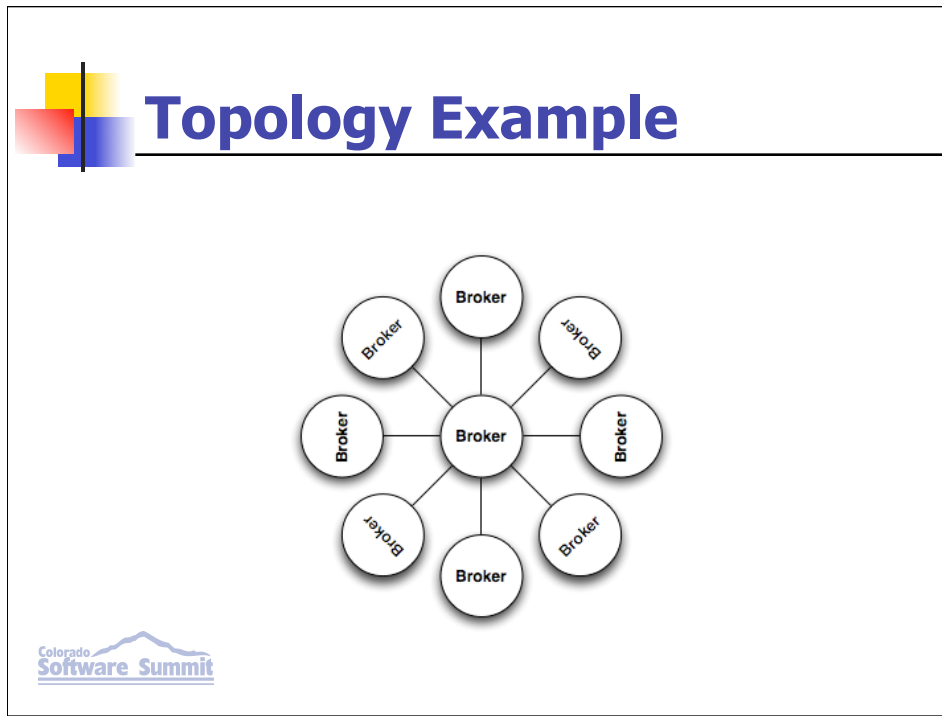 Topology Example
Broker
Broker
Broker
Broker
Broker
Broker
Broker
Broker
Broker
Colorado
Software Summit